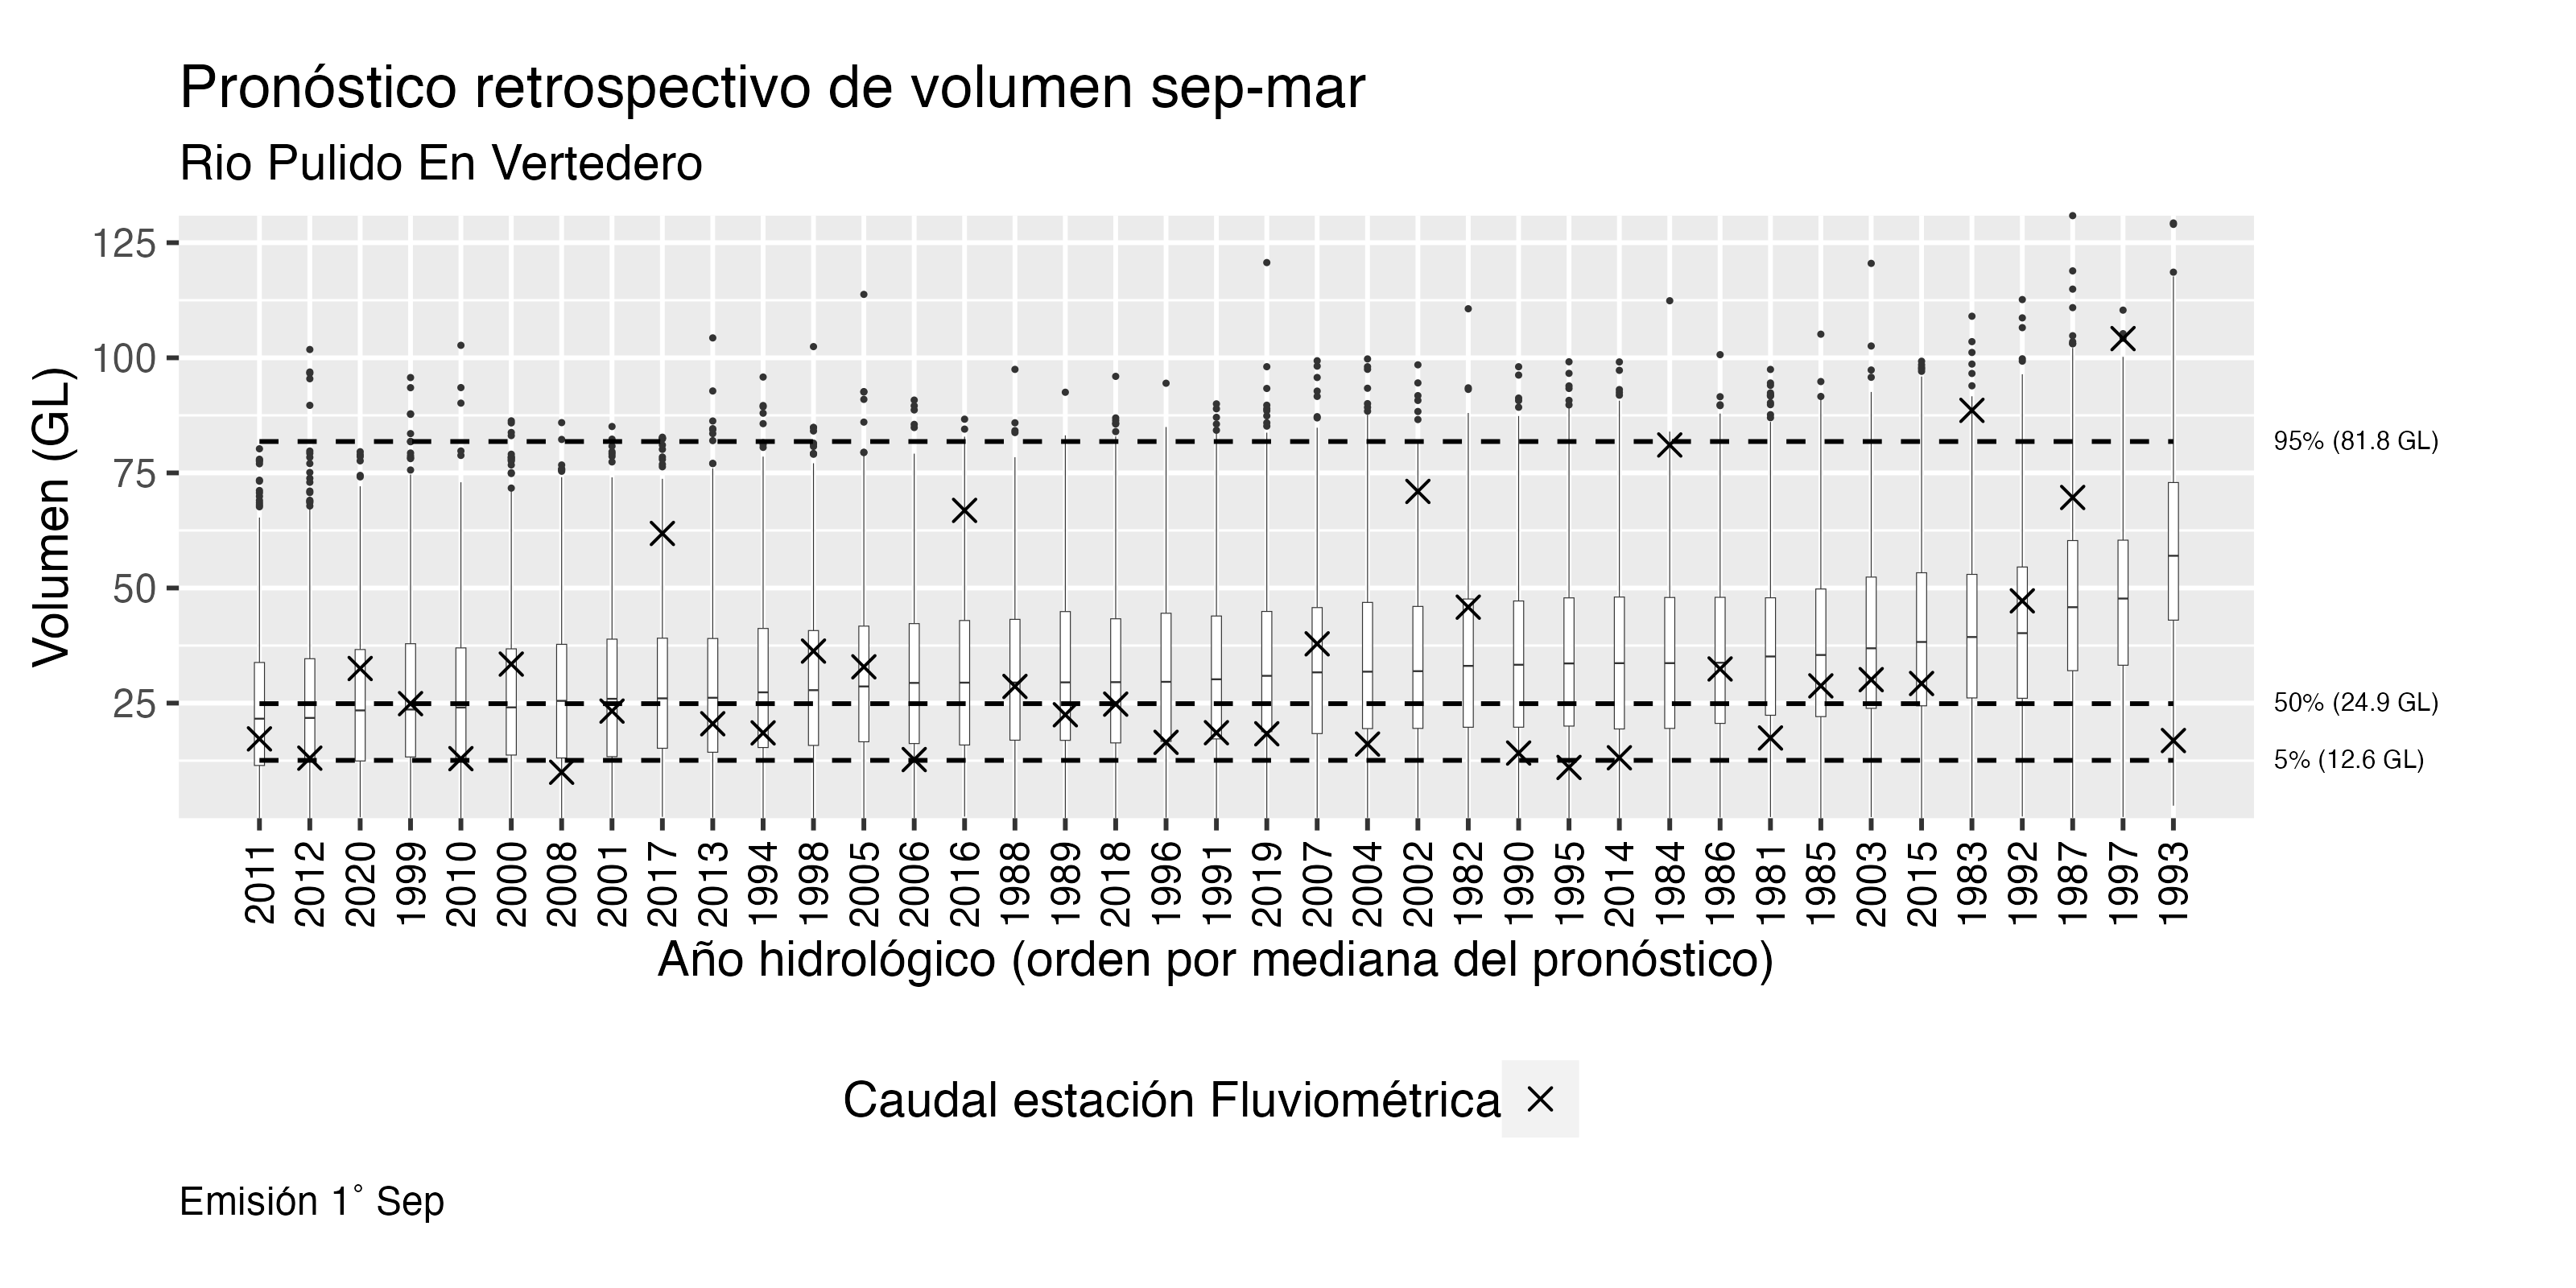 Pronóstico retrospectivo de volumen sep-mar
Rio Pulido En Vertedero
Volumen (GL)
125
100
75
50
25
95% (81.8 GL)
50% (24.9 GL)
5% (12.6 GL)
2011 2012 2020 1999 2010 2000 2008 2001 2017 2013 1994 1998 2005 2006 2016 1988 1989 2018 1996 1991 2019 2007 2004 2002 1982 1990 1995 2014 1984 1986 1981 1985 2003 2015 1983 1992 1987 1997 1993
Año hidrológico (orden por mediana del pronóstico)
Caudal estación Fluviométrica
Emisión 1° Sep